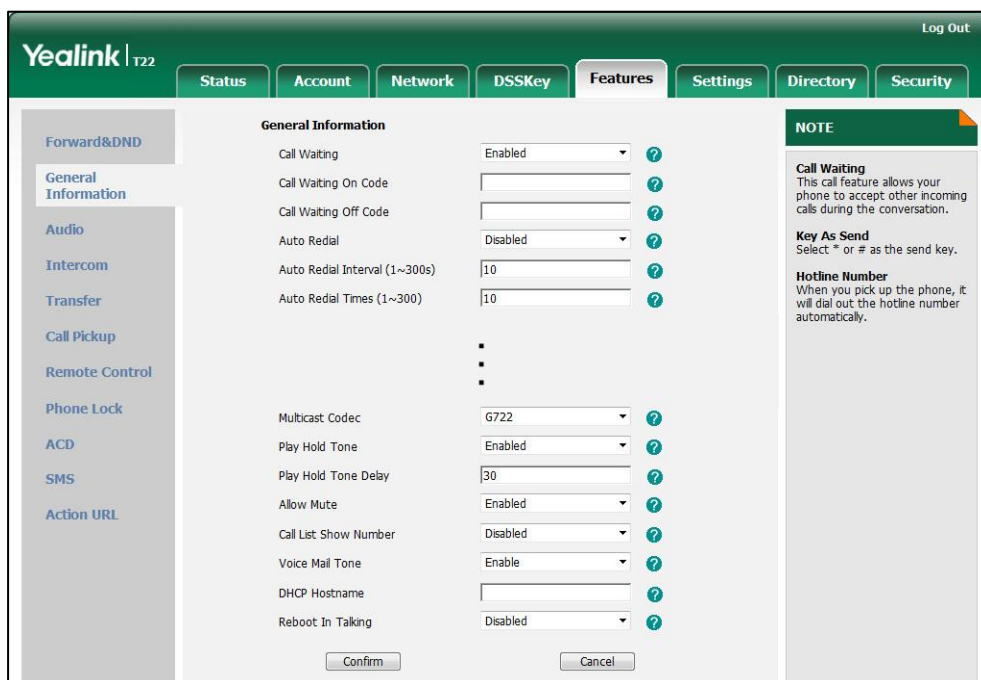 Log Out
Yealink T22
Status Account Network DSSKey Features Settings Directory Security
Forward&DND
General
Information
Audio
Intercom
Transfer
Call Pickup
Remote Control
Phone Lock
ACD
SMS
Action URL
General Information
Call Waiting Enabled ?
Call Waiting On Code ?
Call Waiting Off Code ?
Auto Redial Disabled ?
Auto Redial Interval (1~300s) 10 ?
Auto Redial Times (1~300) 10 ?
Multicast Codec G722 ?
Play Hold Tone Enabled ?
Play Hold Tone Delay 30 ?
Allow Mute Enabled ?
Call List Show Number Disabled ?
Voice Mail Tone Enable ?
DHCP Hostname ?
Reboot In Talking Disabled ?
Confirm Cancel
NOTE
Call Waiting
This call feature allows your
phone to accept other incoming
calls during the conversation.
Key As Send
Select * or # as the send key.
Hotline Number
When you pick up the phone, it
will dial out the hotline number
automatically.